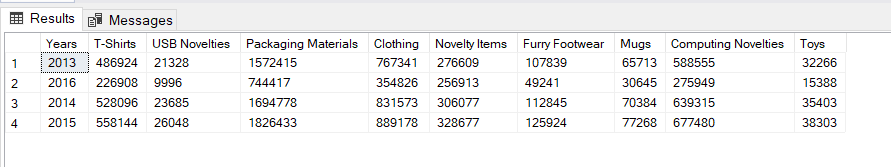 Results Messages
Years T-Shirts USB Novelties Packaging Materials Clothing Novelty Items Furry Footwear Mugs Computing Novelties Toys
1 2013 486924 21328 1572415 767341 276609 107839 65713 588555 32266
2 2016 226908 9996 744417 354826 256913 49241 30645 275949 15388
3 2014 528096 23685 1694778 831573 306077 112845 70384 639315 35403
4 2015 558144 26048 1826433 889178 328677 125924 77268 677480 38303